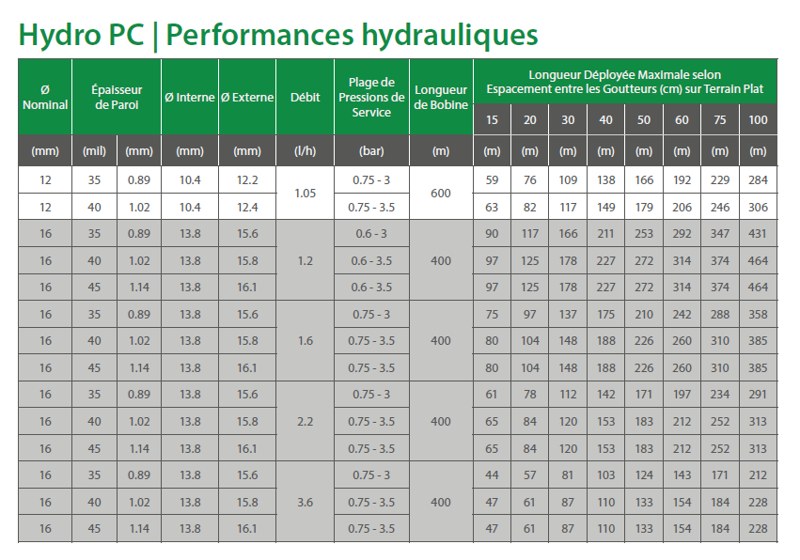 Hydro PC | Performances hydrauliques
Ø Nominal Épaisseur de Paroi Ø Interne Ø Externe Débit Plage de Pressions de Service Longueur de Bobine Longueur Déployée Maximale selon Espacement entre les Goutteurs (cm) sur Terrain Plat
15 20 30 40 50 60 75 100
(mm) (mil) (mm) (mm) (mm) (l/h) (bar) (m) (m) (m) (m) (m) (m) (m) (m) (m)
12 35 0.89 10.4 12.2 1.05 0.75 - 3 600 59 76 109 138 166 192 229 284
12 40 1.02 10.4 12.4 0.75 - 3.5 63 82 117 149 179 206 246 306
16 35 0.89 13.8 15.6 0.6 - 3 90 117 166 211 253 292 347 431
16 40 1.02 13.8 15.8 1.2 0.6 - 3.5 400 97 125 178 227 272 314 374 464
16 45 1.14 13.8 16.1 0.6 - 3.5 97 125 178 227 272 314 374 464
16 35 0.89 13.8 15.6 0.75 - 3 75 97 137 175 210 242 288 358
16 40 1.02 13.8 15.8 1.6 0.75 - 3.5 400 80 104 148 188 226 260 310 385
16 45 1.14 13.8 16.1 0.75 - 3.5 80 104 148 188 226 260 310 385
16 35 0.89 13.8 15.6 0.75 - 3 61 78 112 142 171 197 234 291
16 40 1.02 13.8 15.8 2.2 0.75 - 3.5 400 65 84 120 153 183 212 252 313
16 45 1.14 13.8 16.1 0.75 - 3.5 65 84 120 153 183 212 252 313
16 35 0.89 13.8 15.6 0.75 - 3 44 57 81 103 124 143 171 212
16 40 1.02 13.8 15.8 3.6 0.75 - 3.5 400 47 61 87 110 133 154 184 228
16 45 1.14 13.8 16.1 0.75 - 3.5 47 61 87 110 133 154 184 228